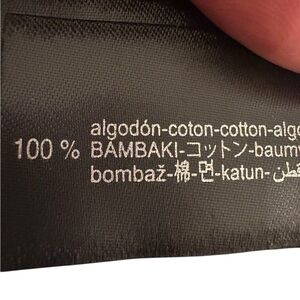 algodón-coton-cotton-algo
100 % BAMBAKI-コットン-baumw
bombaž-棉-면-katun-قطن-